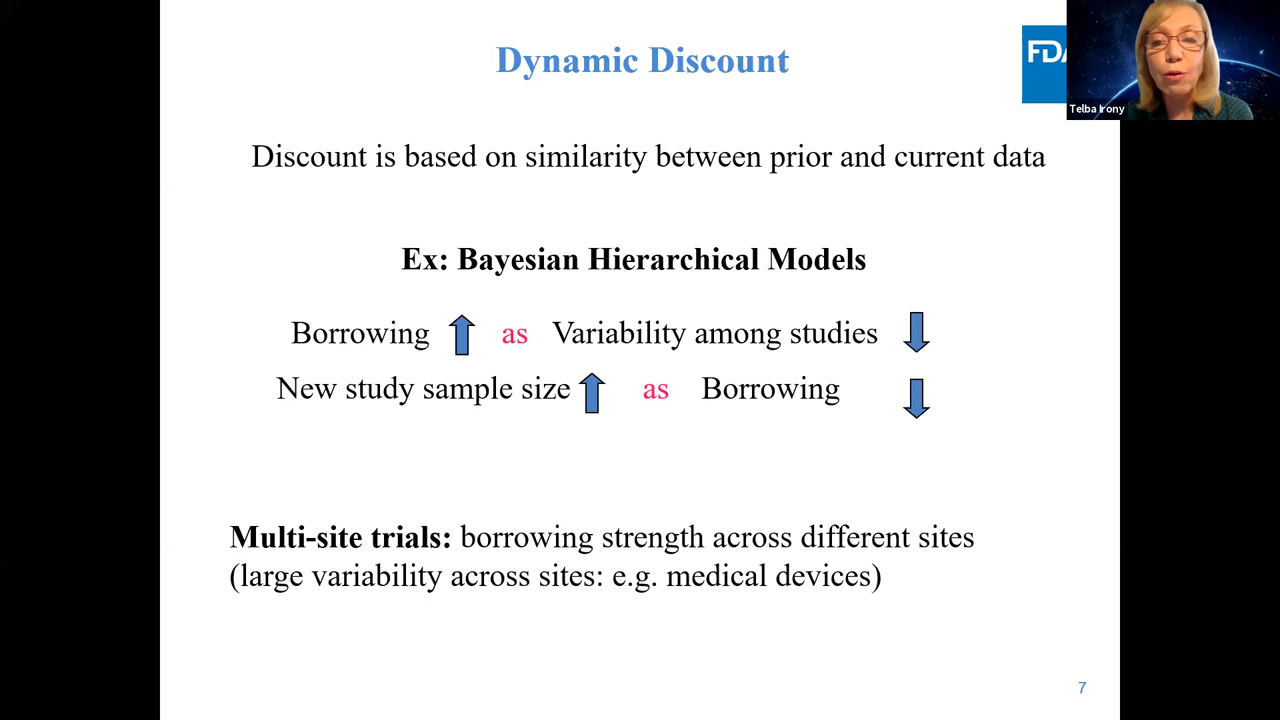 Dynamic Discount
FDA
Telba Irony
Discount is based on similarity between prior and current data
Ex: Bayesian Hierarchical Models
Borrowing as Variability among studies
New study sample size as Borrowing
Multi-site trials: borrowing strength across different sites
(large variability across sites: e.g. medical devices)
7